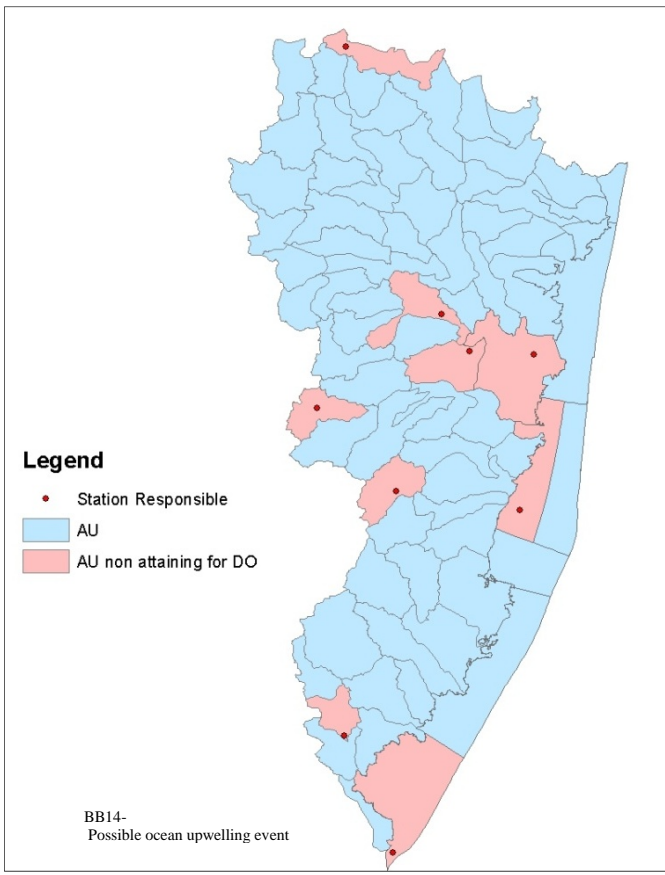 Legend
Station Responsible
AU
AU non attaining for DO
BB14-
Possible ocean upwelling event